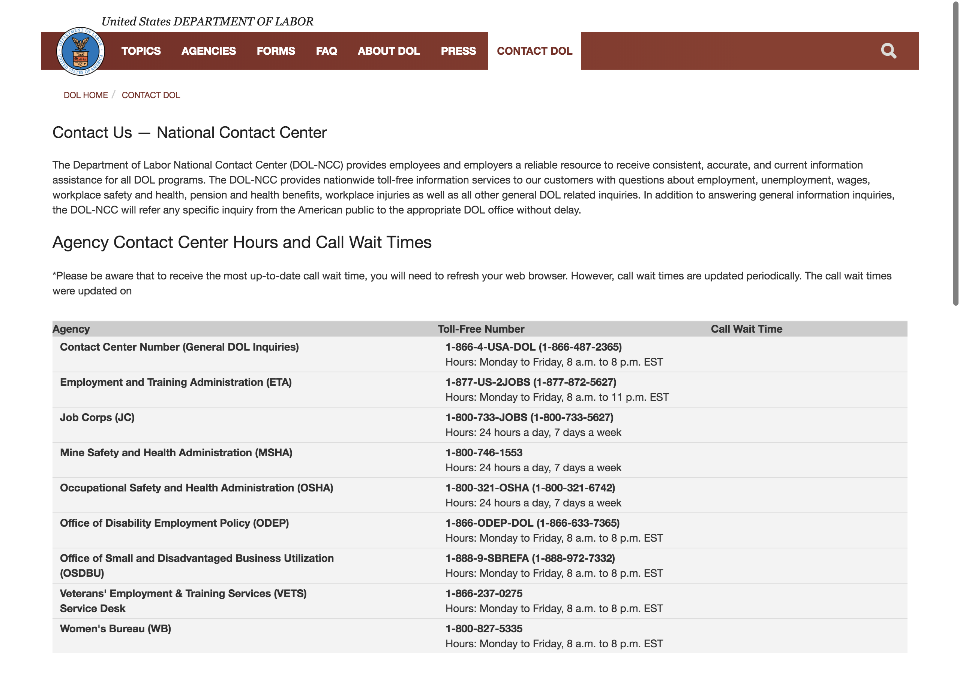 United States DEPARTMENT OF LABOR
TOPICS AGENCIES FORMS FAQ ABOUT DOL PRESS CONTACT DOL
DOL HOME / CONTACT DOL
Contact Us — National Contact Center
The Department of Labor National Contact Center (DOL-NCC) provides employees and employers a reliable resource to receive consistent, accurate, and current information
assistance for all DOL programs. The DOL-NCC provides nationwide toll-free information services to our customers with questions about employment, unemployment, wages,
workplace safety and health, pension and health benefits, workplace injuries as well as all other general DOL related inquiries. In addition to answering general information inquiries,
the DOL-NCC will refer any specific inquiry from the American public to the appropriate DOL office without delay.
Agency Contact Center Hours and Call Wait Times
*Please be aware that to receive the most up-to-date call wait time, you will need to refresh your web browser. However, call wait times are updated periodically. The call wait times
were updated on
Agency Toll-Free Number Call Wait Time
Contact Center Number (General DOL Inquiries) 1-866-4-USA-DOL (1-866-487-2365)
Hours: Monday to Friday, 8 a.m. to 8 p.m. EST
Employment and Training Administration (ETA) 1-877-US-2JOBS (1-877-872-5627)
Hours: Monday to Friday, 8 a.m. to 11 p.m. EST
Job Corps (JC) 1-800-733-JOBS (1-800-733-5627)
Hours: 24 hours a day, 7 days a week
Mine Safety and Health Administration (MSHA) 1-800-746-1553
Hours: 24 hours a day, 7 days a week
Occupational Safety and Health Administration (OSHA) 1-800-321-OSHA (1-800-321-6742)
Hours: 24 hours a day, 7 days a week
Office of Disability Employment Policy (ODEP) 1-866-ODEP-DOL (1-866-633-7365)
Hours: Monday to Friday, 8 a.m. to 8 p.m. EST
Office of Small and Disadvantaged Business Utilization 1-888-9-SBREFA (1-888-972-7332)
(OSDBU) Hours: Monday to Friday, 8 a.m. to 8 p.m. EST
Veterans' Employment & Training Services (VETS) 1-866-237-0275
Service Desk Hours: Monday to Friday, 8 a.m. to 8 p.m. EST
Women's Bureau (WB) 1-800-827-5335
Hours: Monday to Friday, 8 a.m. to 8 p.m. EST